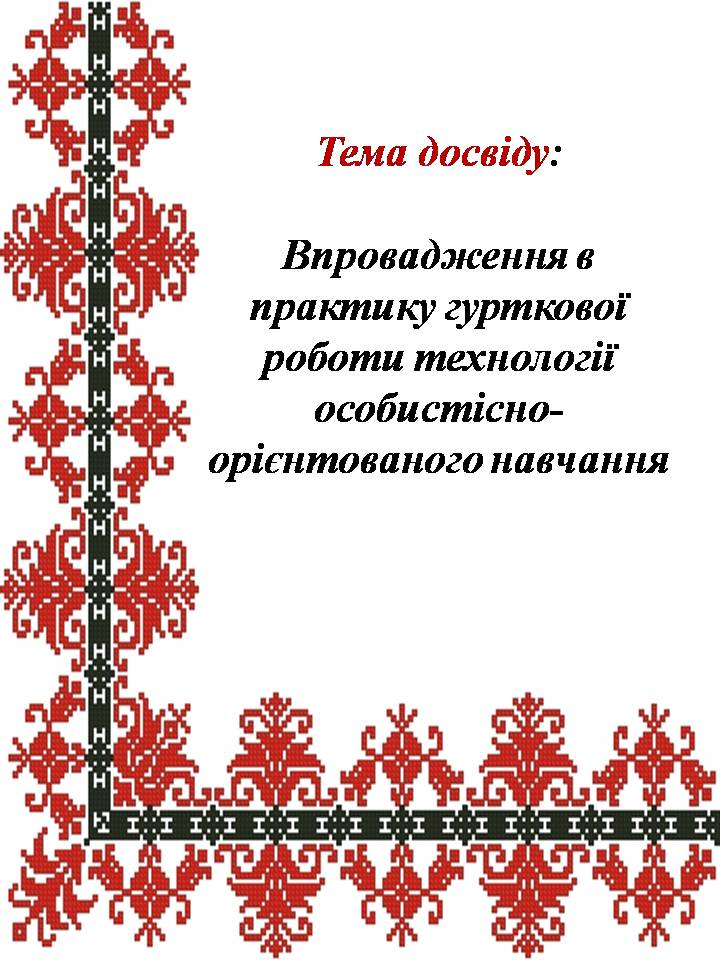 Тема досвіду:
Впровадження в
практику гурткової
роботи технології
особистісно-
орієнтованого навчання